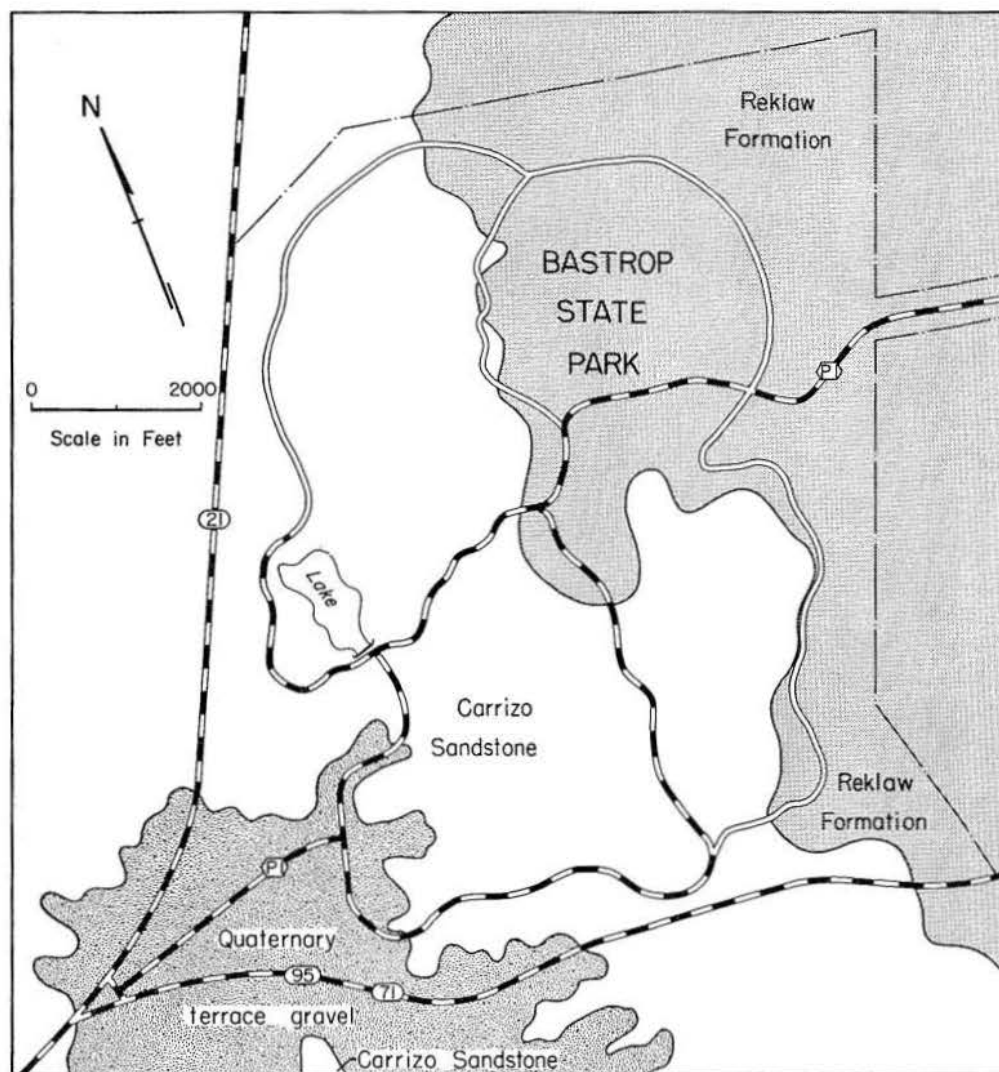 N
Reklaw
Formation
BASTROP
STATE
PARK
P1
0 2000
Scale in Feet
21
Lake
Carrizo
Sandstone
Reklaw
Formation
P1
Quaternary
95
71
terrace gravel
Carrizo Sandstone